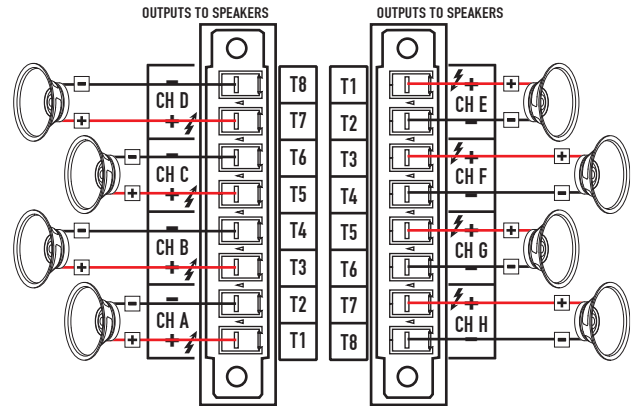 OUTPUTS TO SPEAKERS
OUTPUTS TO SPEAKERS
- - T8 T1 + +
CH D CH E
+ + T7 T2 - -
- - T6 T3 + +
CH C CH F
+ + T5 T4 - -
- - T4 T5 + +
CH B CH G
+ + T3 T6 - -
- - T2 T7 + +
CH A CH H
+ + T1 T8 - -